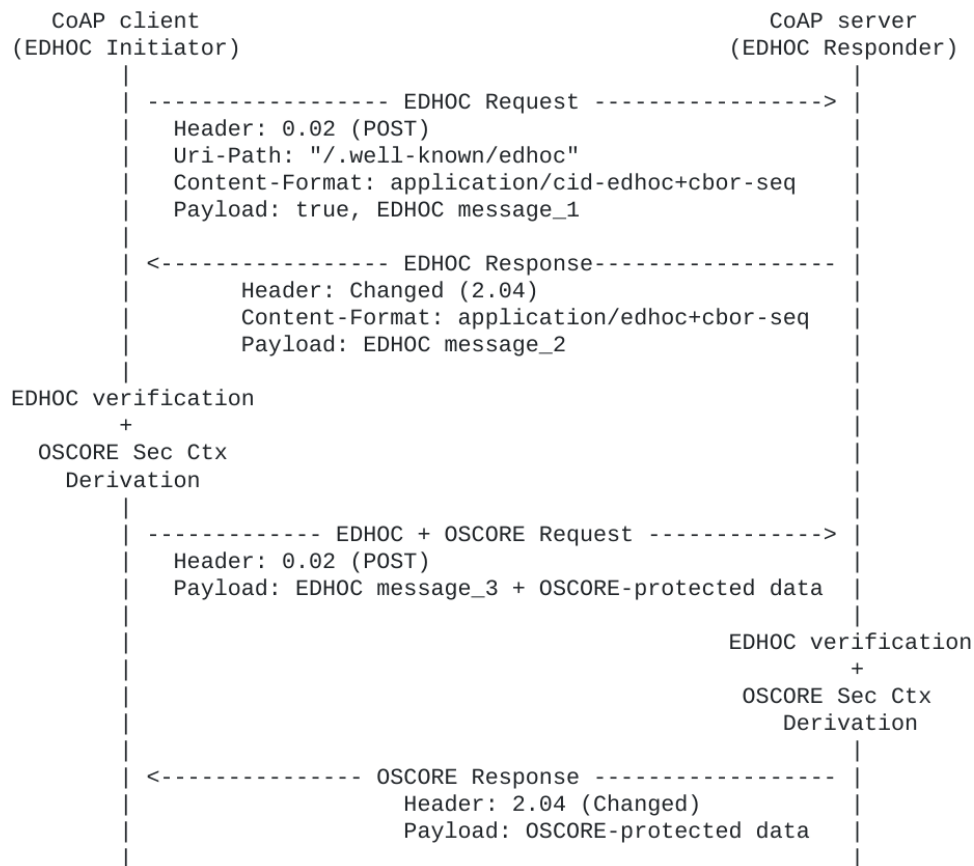 CoAP client CoAP server
(EDHOC Initiator) (EDHOC Responder)
------------------ EDHOC Request ----------------->
Header: 0.02 (POST)
Uri-Path: "/.well-known/edhoc"
Content-Format: application/cid-edhoc+cbor-seq
Payload: true, EDHOC message_1
<----------------- EDHOC Response------------------
Header: Changed (2.04)
Content-Format: application/edhoc+cbor-seq
Payload: EDHOC message_2
EDHOC verification
+
OSCORE Sec Ctx
Derivation
------------- EDHOC + OSCORE Request ------------->
Header: 0.02 (POST)
Payload: EDHOC message_3 + OSCORE-protected data
EDHOC verification
+
OSCORE Sec Ctx
Derivation
<--------------- OSCORE Response ------------------
Header: 2.04 (Changed)
Payload: OSCORE-protected data